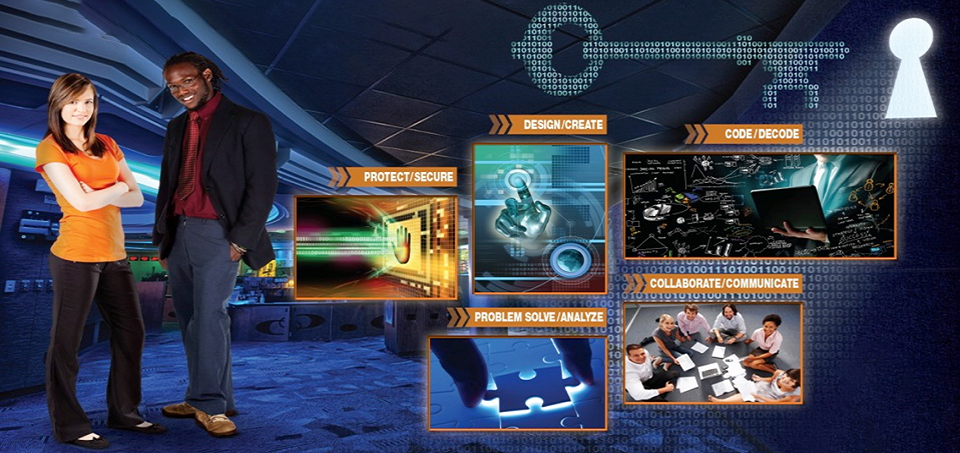 DESIGN/CREATE
CODE/DECODE
PROTECT/SECURE
COLLABORATE/COMMUNICATE
PROBLEM SOLVE/ANALYZE